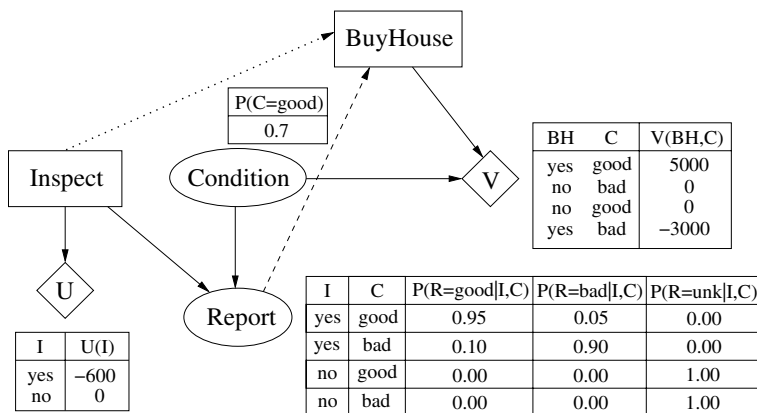 BuyHouse
P(C=good)
0.7
Inspect
Condition
V
BH C V(BH,C)
yes good 5000
no bad 0
no good 0
yes bad −3000
U
Report
I U(I)
yes −600
no 0
I C P(R=good|I,C) P(R=bad|I,C) P(R=unk|I,C)
yes good 0.95 0.05 0.00
yes bad 0.10 0.90 0.00
no good 0.00 0.00 1.00
no bad 0.00 0.00 1.00